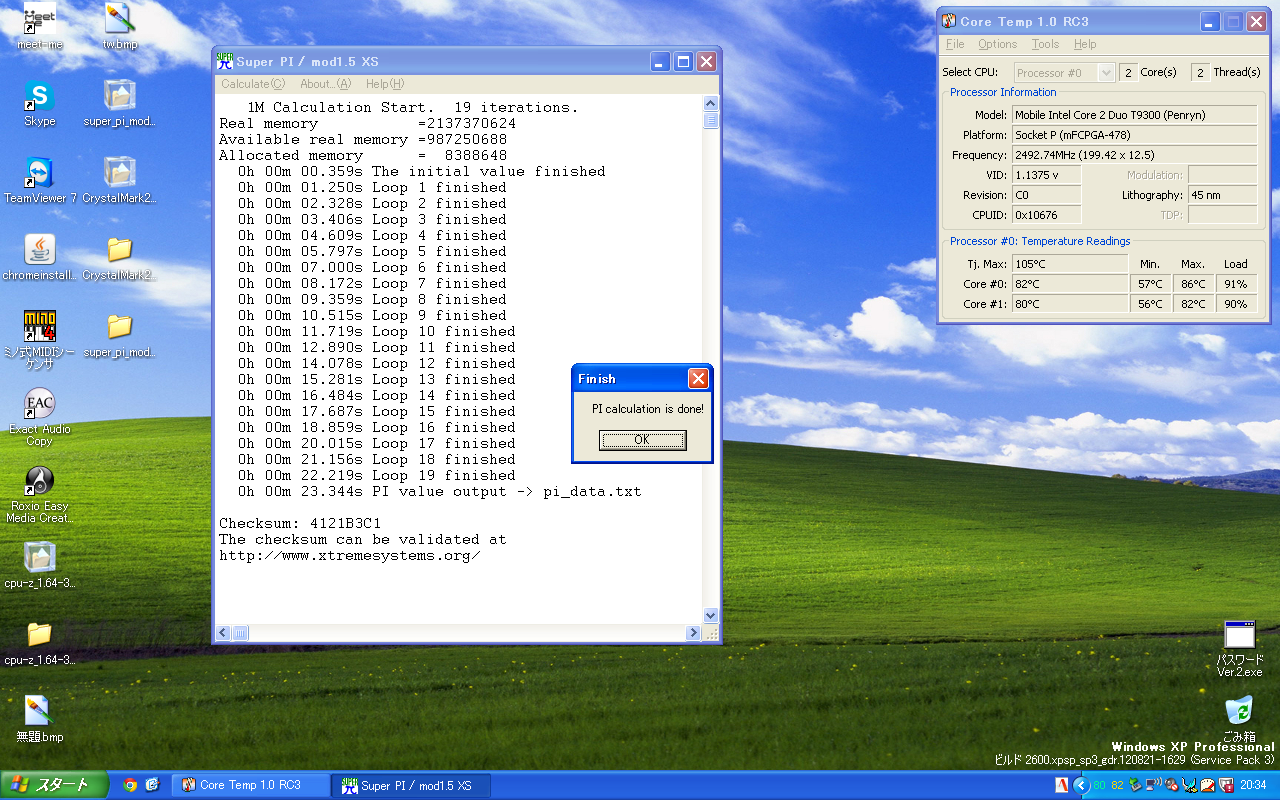 meet-me
tw.bmp
Skype
super_pi_mod...
TeamViewer 7
CrystalMark2...
chromeinstall...
CrystalMark2...
ミノ式MIDIシーケンサ
super_pi_mod...
EAC
Exact Audio
Copy
Roxio Easy
Media Creat...
cpu-z_1.64-3...
cpu-z_1.64-3...
無題.bmp
Super PI / mod1.5 XS
Calculate(C) About...(A) Help(H)
1M Calculation Start. 19 iterations.
Real memory =2137370624
Available real memory =987250688
Allocated memory = 8388648
0h 00m 00.359s The initial value finished
0h 00m 01.250s Loop 1 finished
0h 00m 02.328s Loop 2 finished
0h 00m 03.406s Loop 3 finished
0h 00m 04.609s Loop 4 finished
0h 00m 05.797s Loop 5 finished
0h 00m 07.000s Loop 6 finished
0h 00m 08.172s Loop 7 finished
0h 00m 09.359s Loop 8 finished
0h 00m 10.515s Loop 9 finished
0h 00m 11.719s Loop 10 finished
0h 00m 12.890s Loop 11 finished
0h 00m 14.078s Loop 12 finished
0h 00m 15.281s Loop 13 finished
0h 00m 16.484s Loop 14 finished
0h 00m 17.687s Loop 15 finished
0h 00m 18.859s Loop 16 finished
0h 00m 20.015s Loop 17 finished
0h 00m 21.156s Loop 18 finished
0h 00m 22.219s Loop 19 finished
0h 00m 23.344s PI value output -> pi_data.txt
Checksum: 4121B3C1
The checksum can be validated at
http://www.xtremesystems.org/
Finish
PI calculation is done!
OK
Core Temp 1.0 RC3
File Options Tools Help
Select CPU: Processor #0 2 Core(s) 2 Thread(s)
Processor Information
Model: Mobile Intel Core 2 Duo T9300 (Penryn)
Platform: Socket P (mFCPGA-478)
Frequency: 2492.74MHz (199.42 x 12.5)
VID: 1.1375 v Modulation:
Revision: C0 Lithography: 45 nm
CPUID: 0x10676 TDP:
Processor #0: Temperature Readings
Tj. Max: 105°C Min. Max. Load
Core #0: 82°C 57°C 86°C 91%
Core #1: 80°C 56°C 82°C 90%
パスワード
Ver.2.exe
ごみ箱
Windows XP Professional
ビルド 2600.xpsp_sp3_gdr.120821-1629 (Service Pack 3)
スタート
Core Temp 1.0 RC3
Super PI / mod1.5 XS
A
80 82
20:34